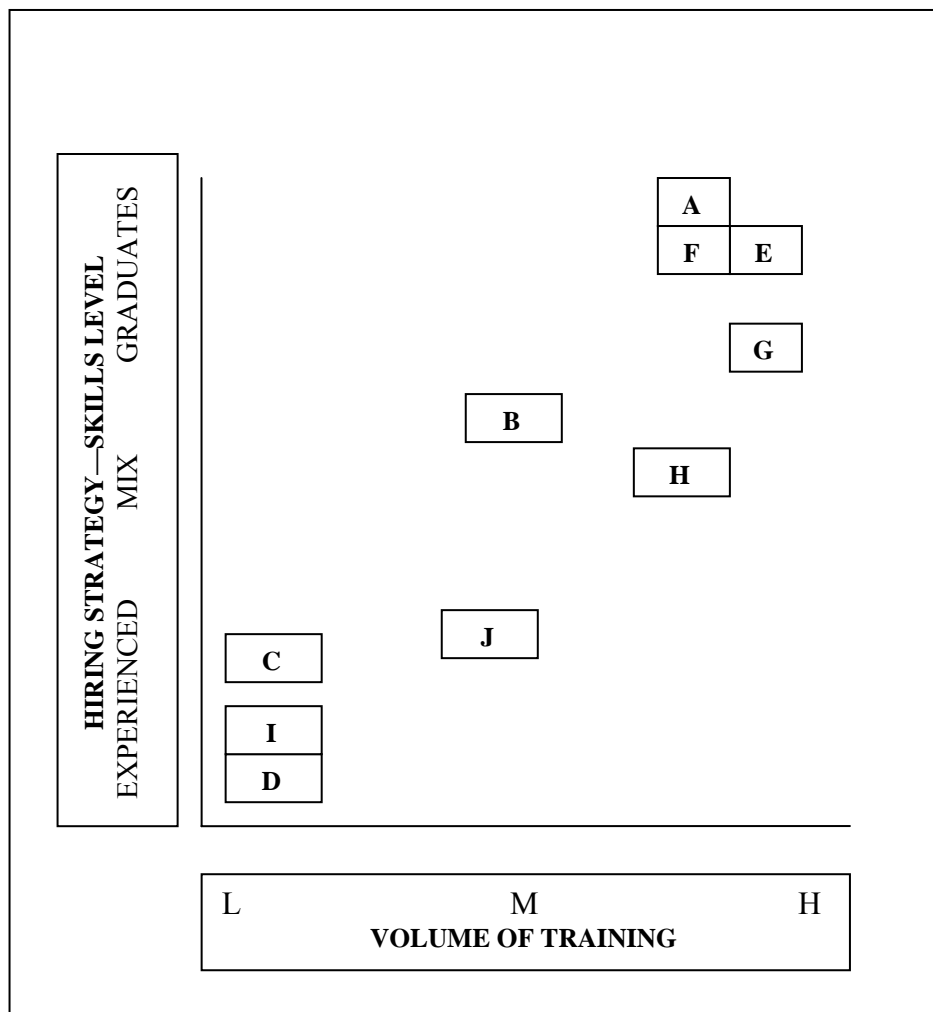 HIRING STRATEGY—SKILLS LEVEL
EXPERIENCED MIX GRADUATES
A
F E
G
B
H
J
C
I
D
L M H
VOLUME OF TRAINING